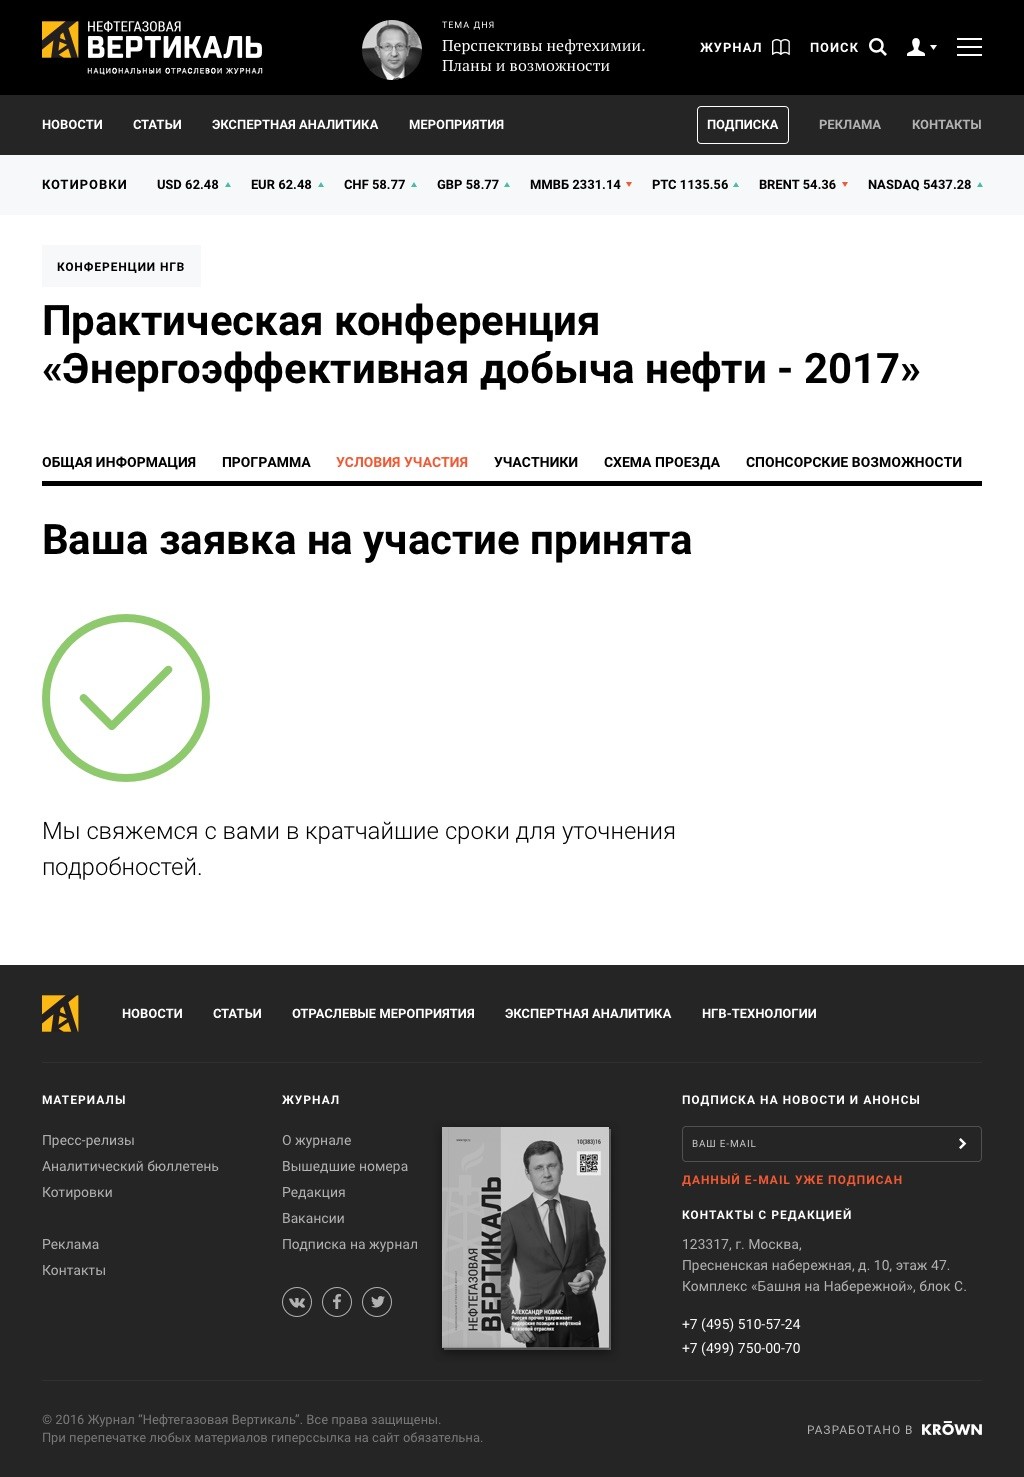 НЕФТЕГАЗОВАЯ
ВЕРТИКАЛЬ
НАЦИОНАЛЬНЫЙ ОТРАСЛЕВОЙ ЖУРНАЛ
ТЕМА ДНЯ
Перспективы нефтехимии.
Планы и возможности
ЖУРНАЛ ПОИСК
НОВОСТИ СТАТЬИ ЭКСПЕРТНАЯ АНАЛИТИКА МЕРОПРИЯТИЯ ПОДПИСКА РЕКЛАМА КОНТАКТЫ
КОТИРОВКИ USD 62.48 EUR 62.48 CHF 58.77 GBP 58.77 ММВБ 2331.14 РТС 1135.56 BRENT 54.36 NASDAQ 5437.28
КОНФЕРЕНЦИИ НГВ
Практическая конференция
«Энергоэффективная добыча нефти - 2017»
ОБЩАЯ ИНФОРМАЦИЯ ПРОГРАММА УСЛОВИЯ УЧАСТИЯ УЧАСТНИКИ СХЕМА ПРОЕЗДА СПОНСОРСКИЕ ВОЗМОЖНОСТИ
Ваша заявка на участие принята
Мы свяжемся с вами в кратчайшие сроки для уточнения
подробностей.
НОВОСТИ СТАТЬИ ОТРАСЛЕВЫЕ МЕРОПРИЯТИЯ ЭКСПЕРТНАЯ АНАЛИТИКА НГВ-ТЕХНОЛОГИИ
МАТЕРИАЛЫ
Пресс-релизы
Аналитический бюллетень
Котировки
Реклама
Контакты
ЖУРНАЛ
О журнале
Вышедшие номера
Редакция
Вакансии
Подписка на журнал
10(383)16
НЕФТЕГАЗОВАЯ
ВЕРТИКАЛЬ
АЛЕКСАНДР НОВАК:
Россия прочно удерживает
лидерские позиции в нефтяной
и газовой отраслях
ПОДПИСКА НА НОВОСТИ И АНОНСЫ
ВАШ E-MAIL
ДАННЫЙ E-MAIL УЖЕ ПОДПИСАН
КОНТАКТЫ С РЕДАКЦИЕЙ
123317, г. Москва,
Пресненская набережная, д. 10, этаж 47.
Комплекс «Башня на Набережной», блок С.
+7 (495) 510-57-24
+7 (499) 750-00-70
© 2016 Журнал “Нефтегазовая Вертикаль”. Все права защищены.
При перепечатке любых материалов гиперссылка на сайт обязательна.
РАЗРАБОТАНО В KRŌWN